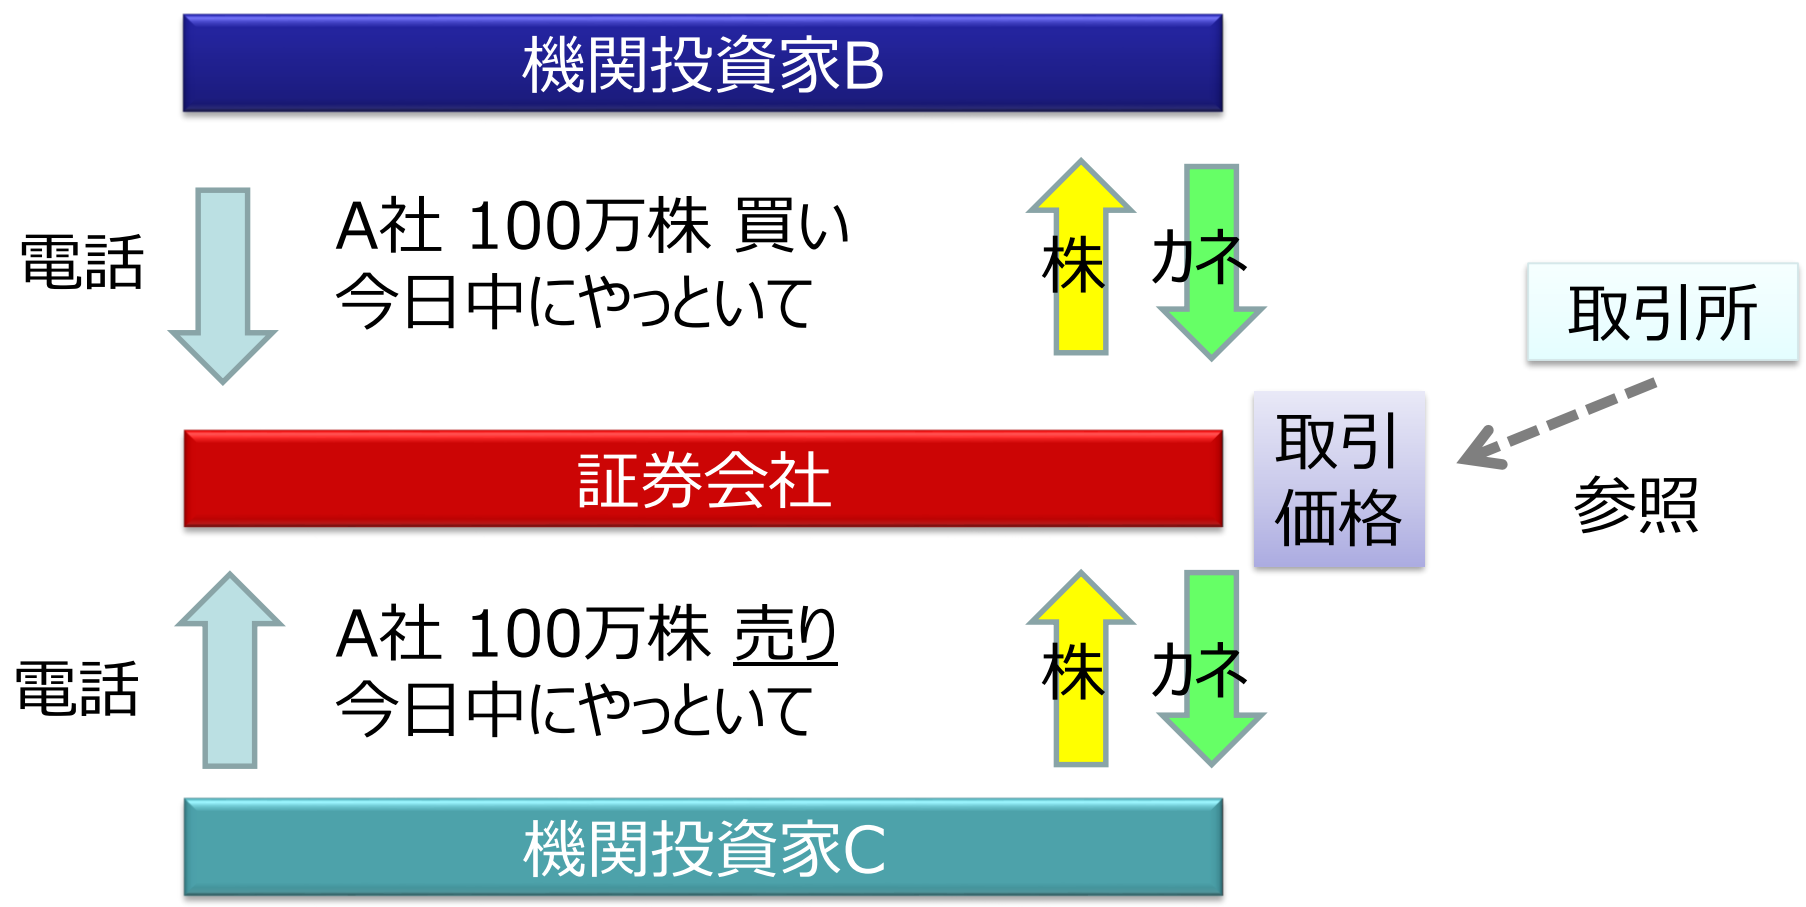 機関投資家B
電話
A社 100万株 買い
今日中にやっといて
株
カネ
取引所
証券会社
取引
価格
参照
電話
A社 100万株 売り
今日中にやっといて
株
カネ
機関投資家C